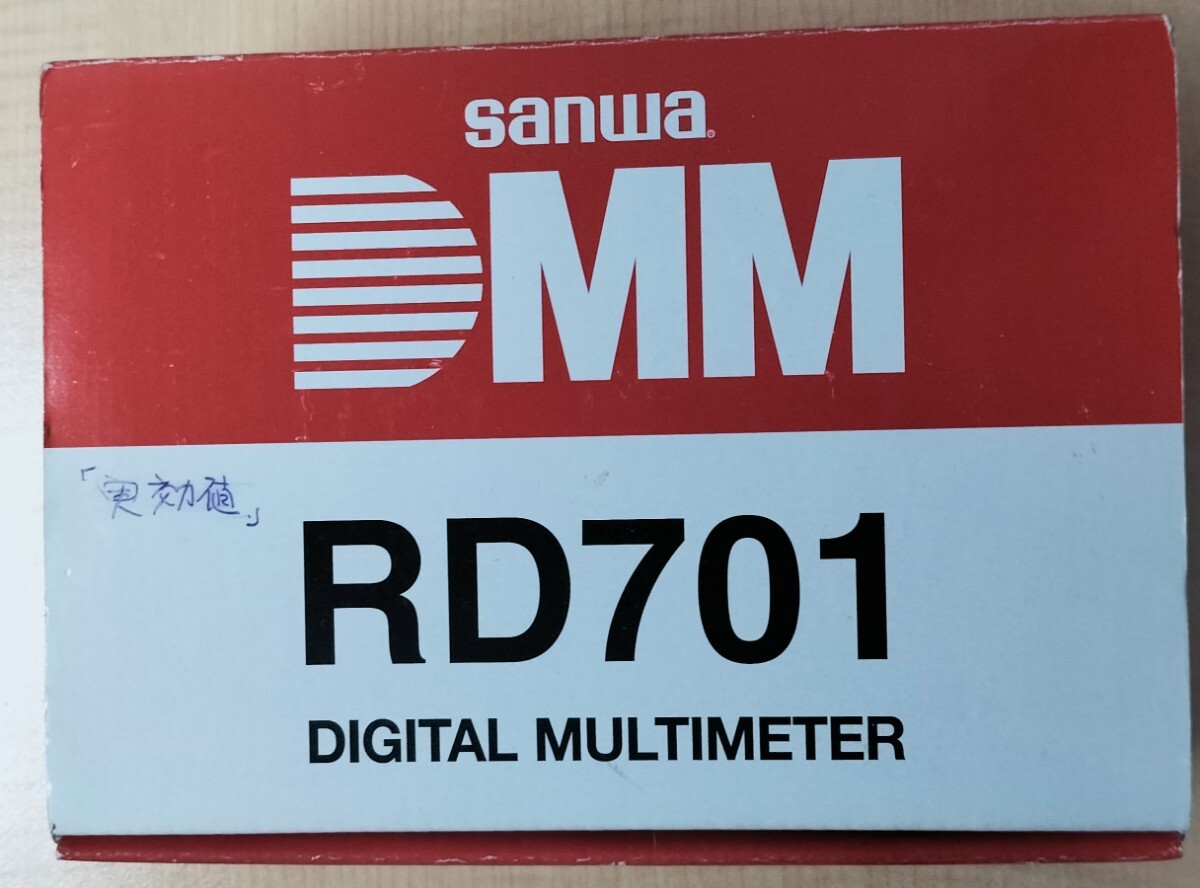 sanwa®
DMM
「実効値」
RD701
DIGITAL MULTIMETER